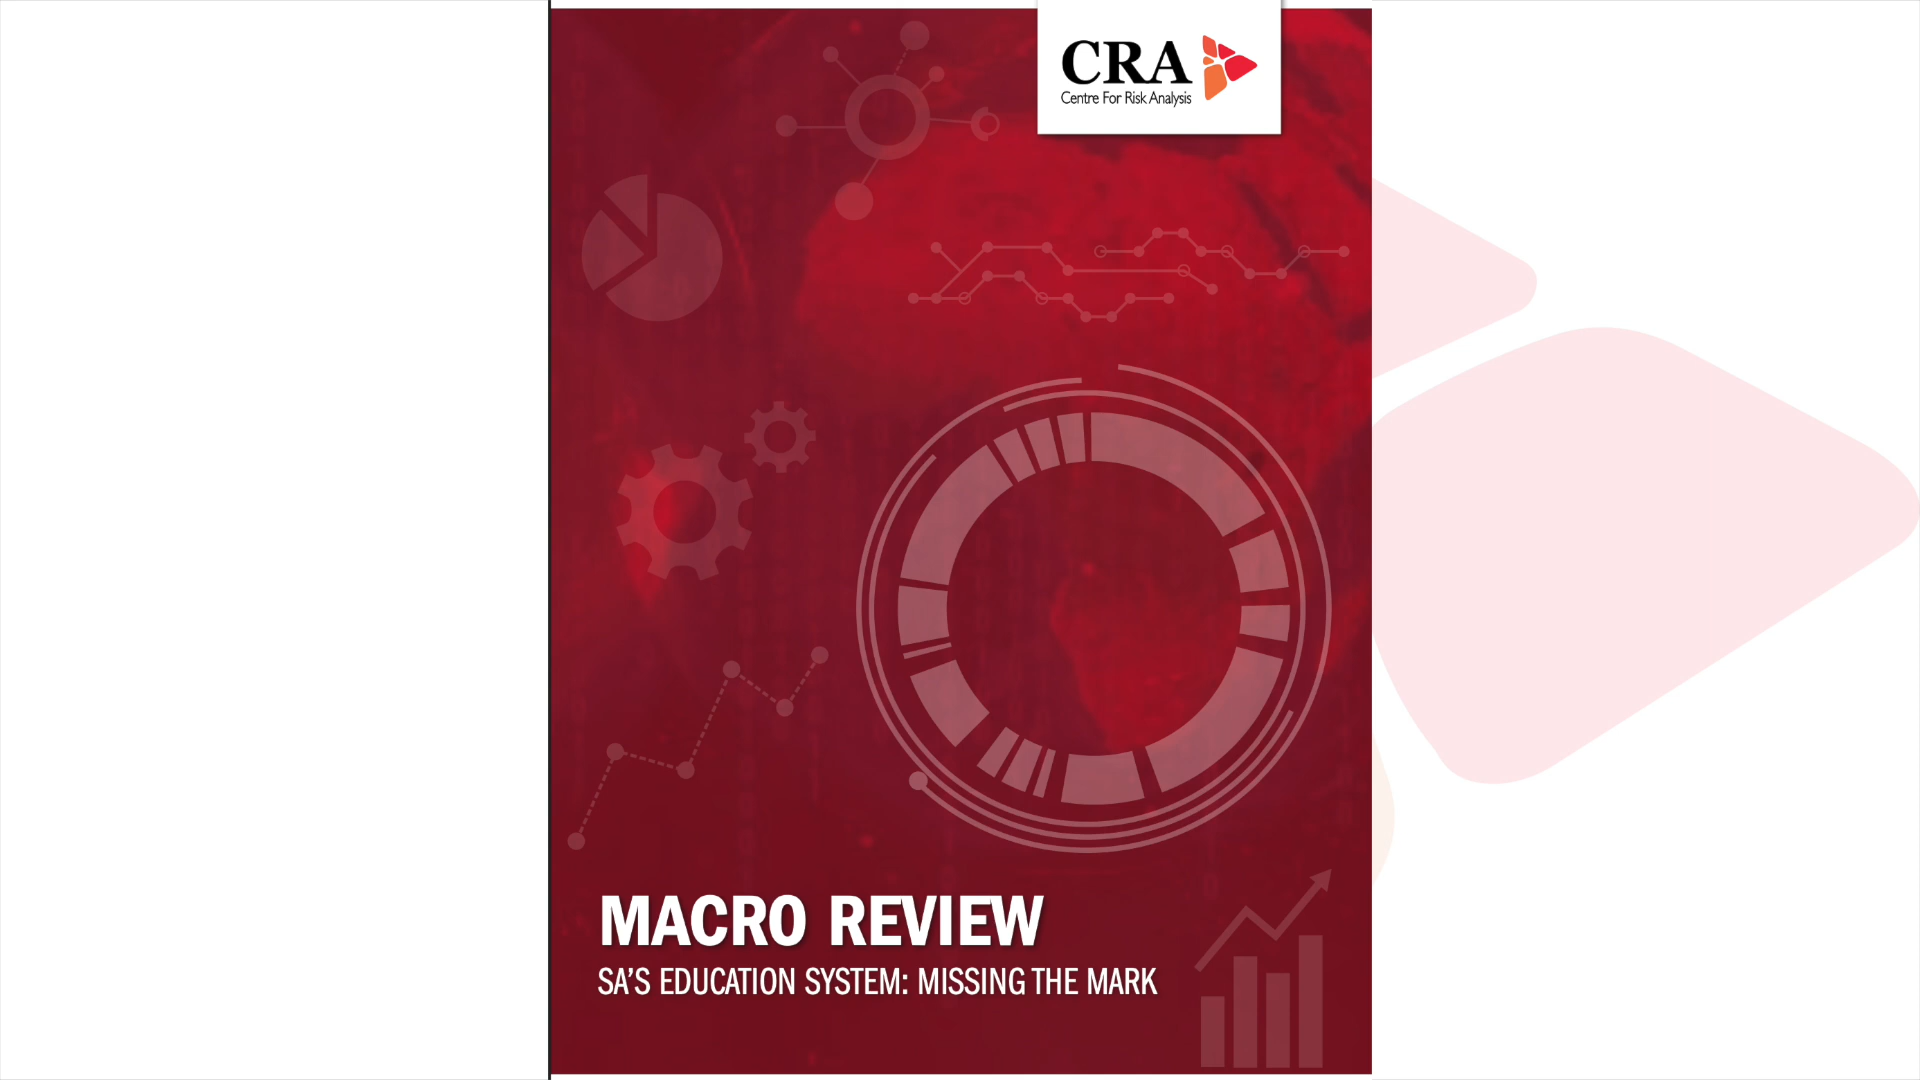 CRA
Centre For Risk Analysis
MACRO REVIEW
SA'S EDUCATION SYSTEM: MISSING THE MARK